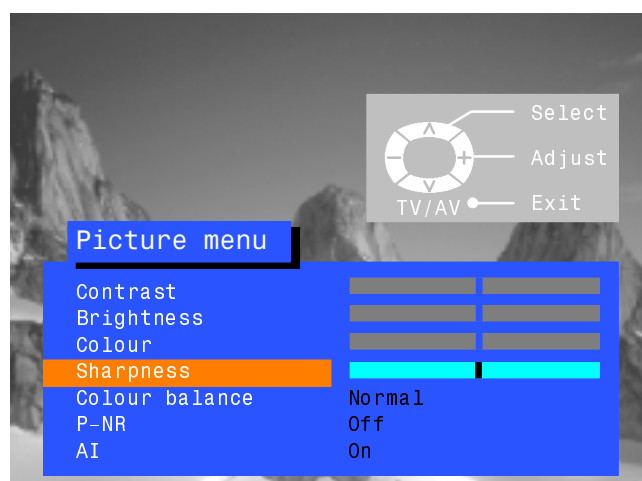 Select
Adjust
TV/AV Exit
Picture menu
Contrast
Brightness
Colour
Sharpness
Colour balance Normal
P-NR Off
AI On